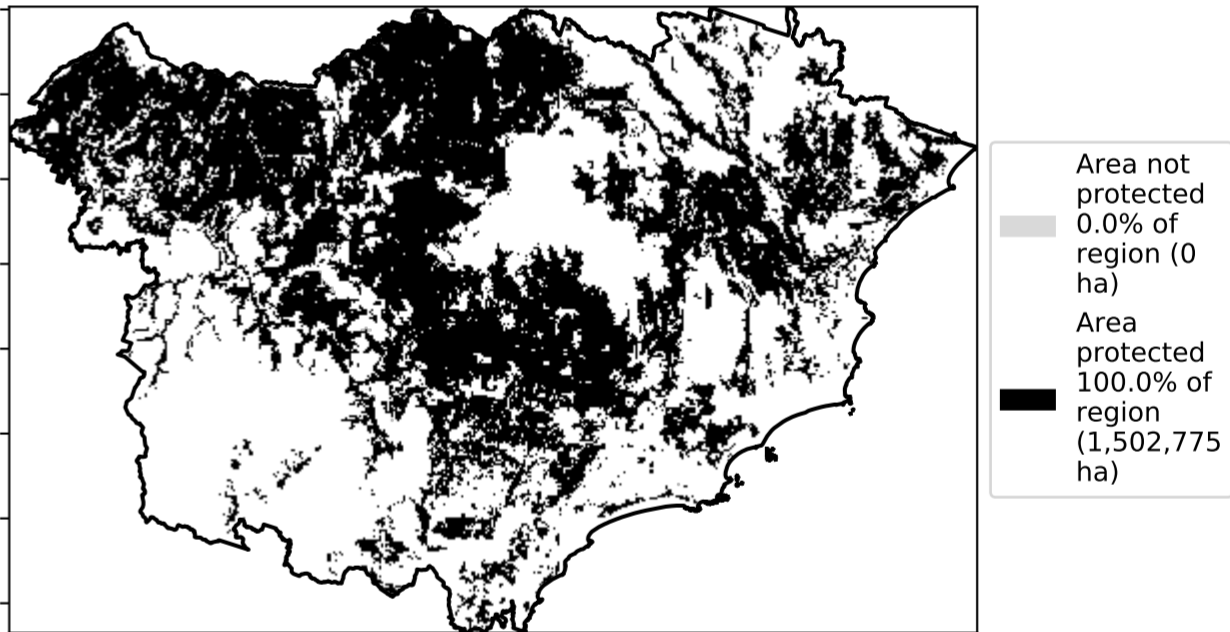 Area not
protected
0.0% of
region (0
ha)
Area
protected
100.0% of
region
(1,502,775
ha)